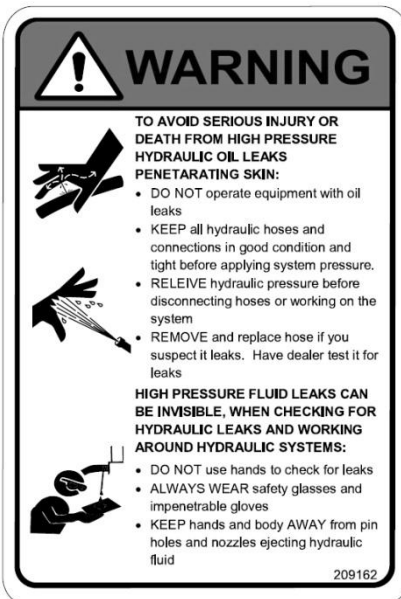 WARNING
TO AVOID SERIOUS INJURY OR
DEATH FROM HIGH PRESSURE
HYDRAULIC OIL LEAKS
PENETARATING SKIN:
• DO NOT operate equipment with oil
leaks
• KEEP all hydraulic hoses and
connections in good condition and
tight before applying system pressure.
• RELEIVE hydraulic pressure before
disconnecting hoses or working on the
system
• REMOVE and replace hose if you
suspect it leaks.  Have dealer test it for
leaks
HIGH PRESSURE FLUID LEAKS CAN
BE INVISIBLE, WHEN CHECKING FOR
HYDRAULIC LEAKS AND WORKING
AROUND HYDRAULIC SYSTEMS:
• DO NOT use hands to check for leaks
• ALWAYS WEAR safety glasses and
impenetrable gloves
• KEEP hands and body AWAY from pin
holes and nozzles ejecting hydraulic
fluid
209162